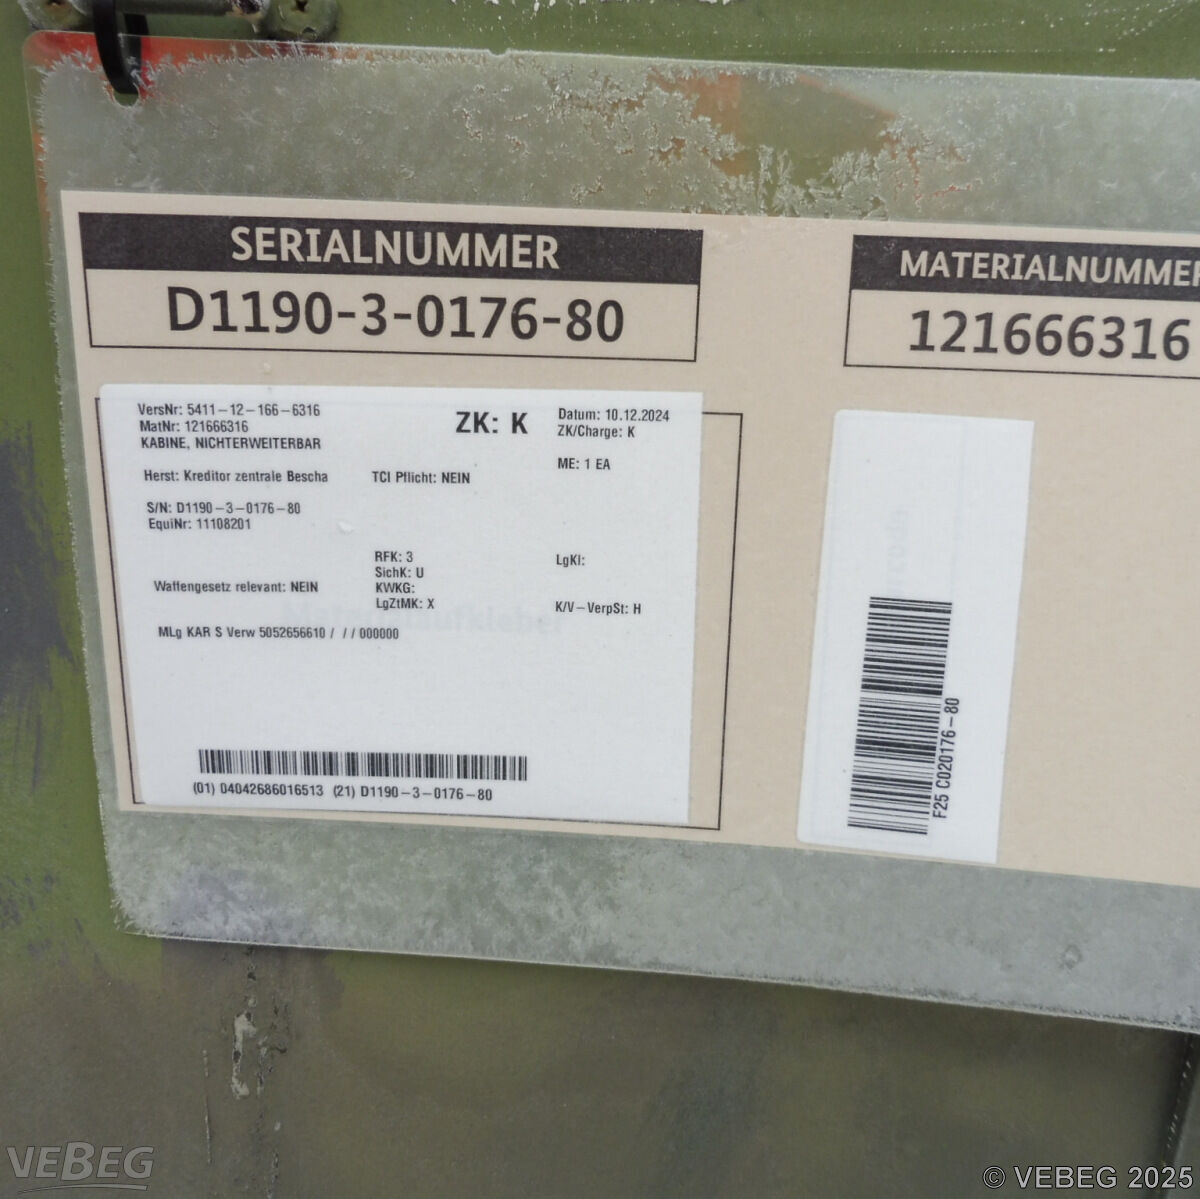 SERIALNUMMER
D1190-3-0176-80
MATERIALNUMMER
121666316
VersNr: 5411-12-166-6316
MatNr: 121666316
KABINE, NICHTERWEITERBAR
ZK: K
Datum: 10.12.2024
ZK/Charge: K
ME: 1 EA
Herst: Kreditor zentrale Bescha
TCI Pflicht: NEIN
S/N: D1190-3-0176-80
EquiNr: 11108201
RFK: 3
SichK: U
KWKG:
LgZtMK: X
LgKl:
K/V-VerpSt: H
Waffengesetz relevant: NEIN
Materialaufkleber
MLg KAR S Verw 5052656610 / / / 000000
(01) 04042686016513 (21) D1190-3-0176-80
F25 C020176-80
VEBEG
© VEBEG 2025